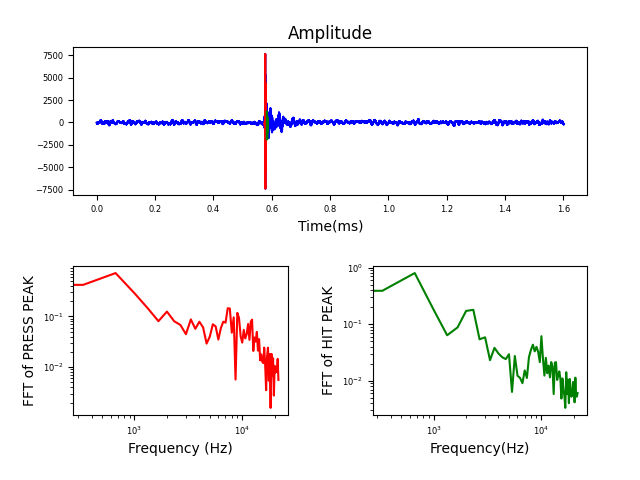 Amplitude
7500
5000
2500
0
−2500
−5000
−7500
0.0 0.2 0.4 0.6 0.8 1.0 1.2 1.4 1.6
Time(ms)
FFT of PRESS PEAK
10⁻¹
10⁻²
10³ 10⁴
Frequency (Hz)
FFT of HIT PEAK
10⁰
10⁻¹
10⁻²
10³ 10⁴
Frequency(Hz)